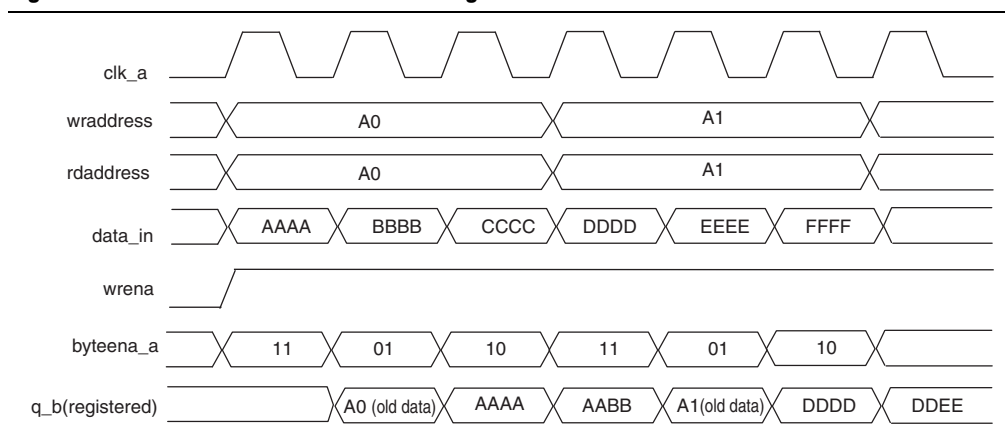 clk_a
wraddress A0 A1
rdaddress A0 A1
data_in AAAA BBBB CCCC DDDD EEEE FFFF
wrena
byteena_a 11 01 10 11 01 10
q_b(registered) A0 (old data) AAAA AABB A1(old data) DDDD DDEE